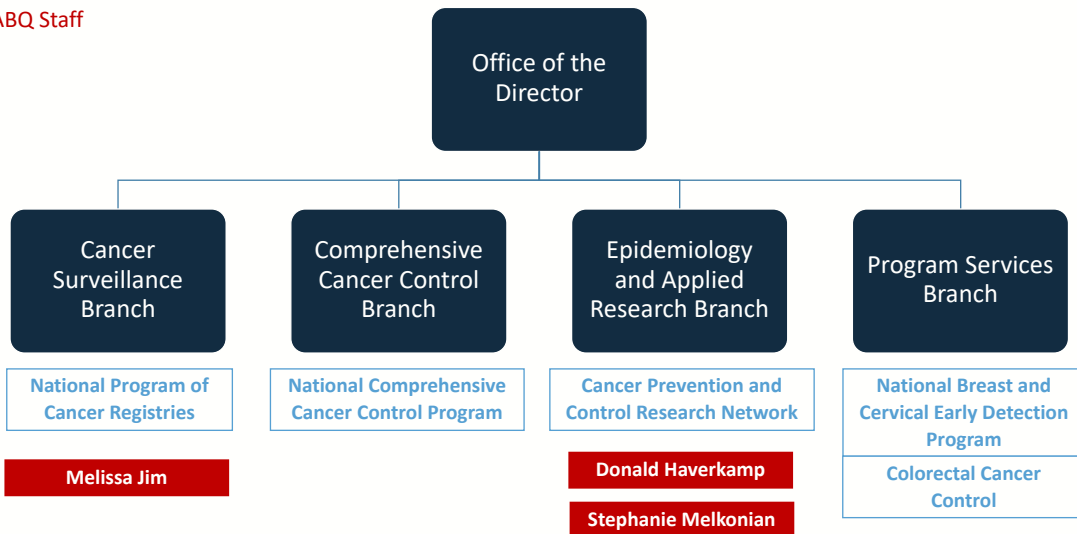 ABQ Staff
Office of the
Director
Cancer
Surveillance
Branch
Comprehensive
Cancer Control
Branch
Epidemiology
and Applied
Research Branch
Program Services
Branch
National Program of
Cancer Registries
National Comprehensive
Cancer Control Program
Cancer Prevention and
Control Research Network
National Breast and
Cervical Early Detection
Program
Colorectal Cancer
Control
Melissa Jim
Donald Haverkamp
Stephanie Melkonian